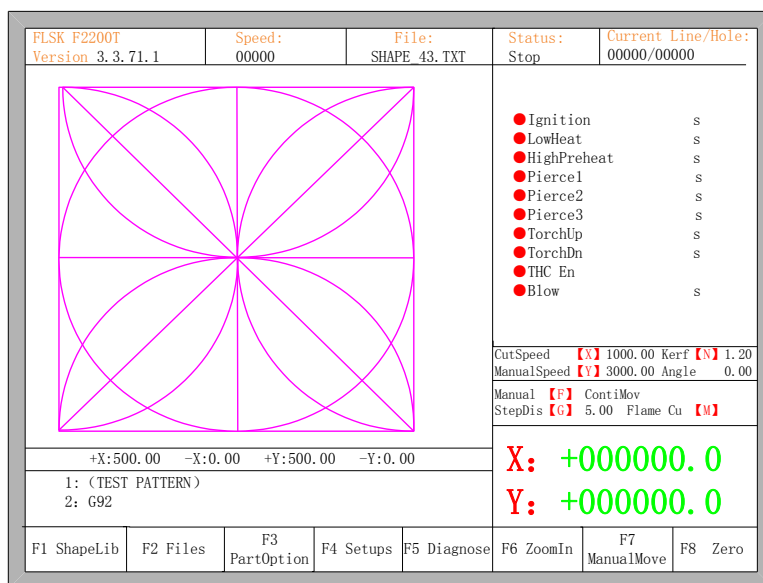 FLSK F2200T Speed: File: Status: Current Line/Hole:
Version 3.3.71.1 00000 SHAPE_43.TXT Stop 00000/00000
Ignition s
LowHeat s
HighPreheat s
Pierce1 s
Pierce2 s
Pierce3 s
TorchUp s
TorchDn s
THC En
Blow s
CutSpeed 【X】 1000.00 Kerf 【N】 1.20
ManualSpeed 【Y】 3000.00 Angle 0.00
Manual 【F】 ContiMov
StepDis 【G】 5.00 Flame Cu 【M】
+X:500.00 -X:0.00 +Y:500.00 -Y:0.00
1: (TEST PATTERN)
2: G92
X: +000000.0
Y: +000000.0
F1 ShapeLib F2 Files F3 PartOption F4 Setups F5 Diagnose F6 ZoomIn F7 ManualMove F8 Zero